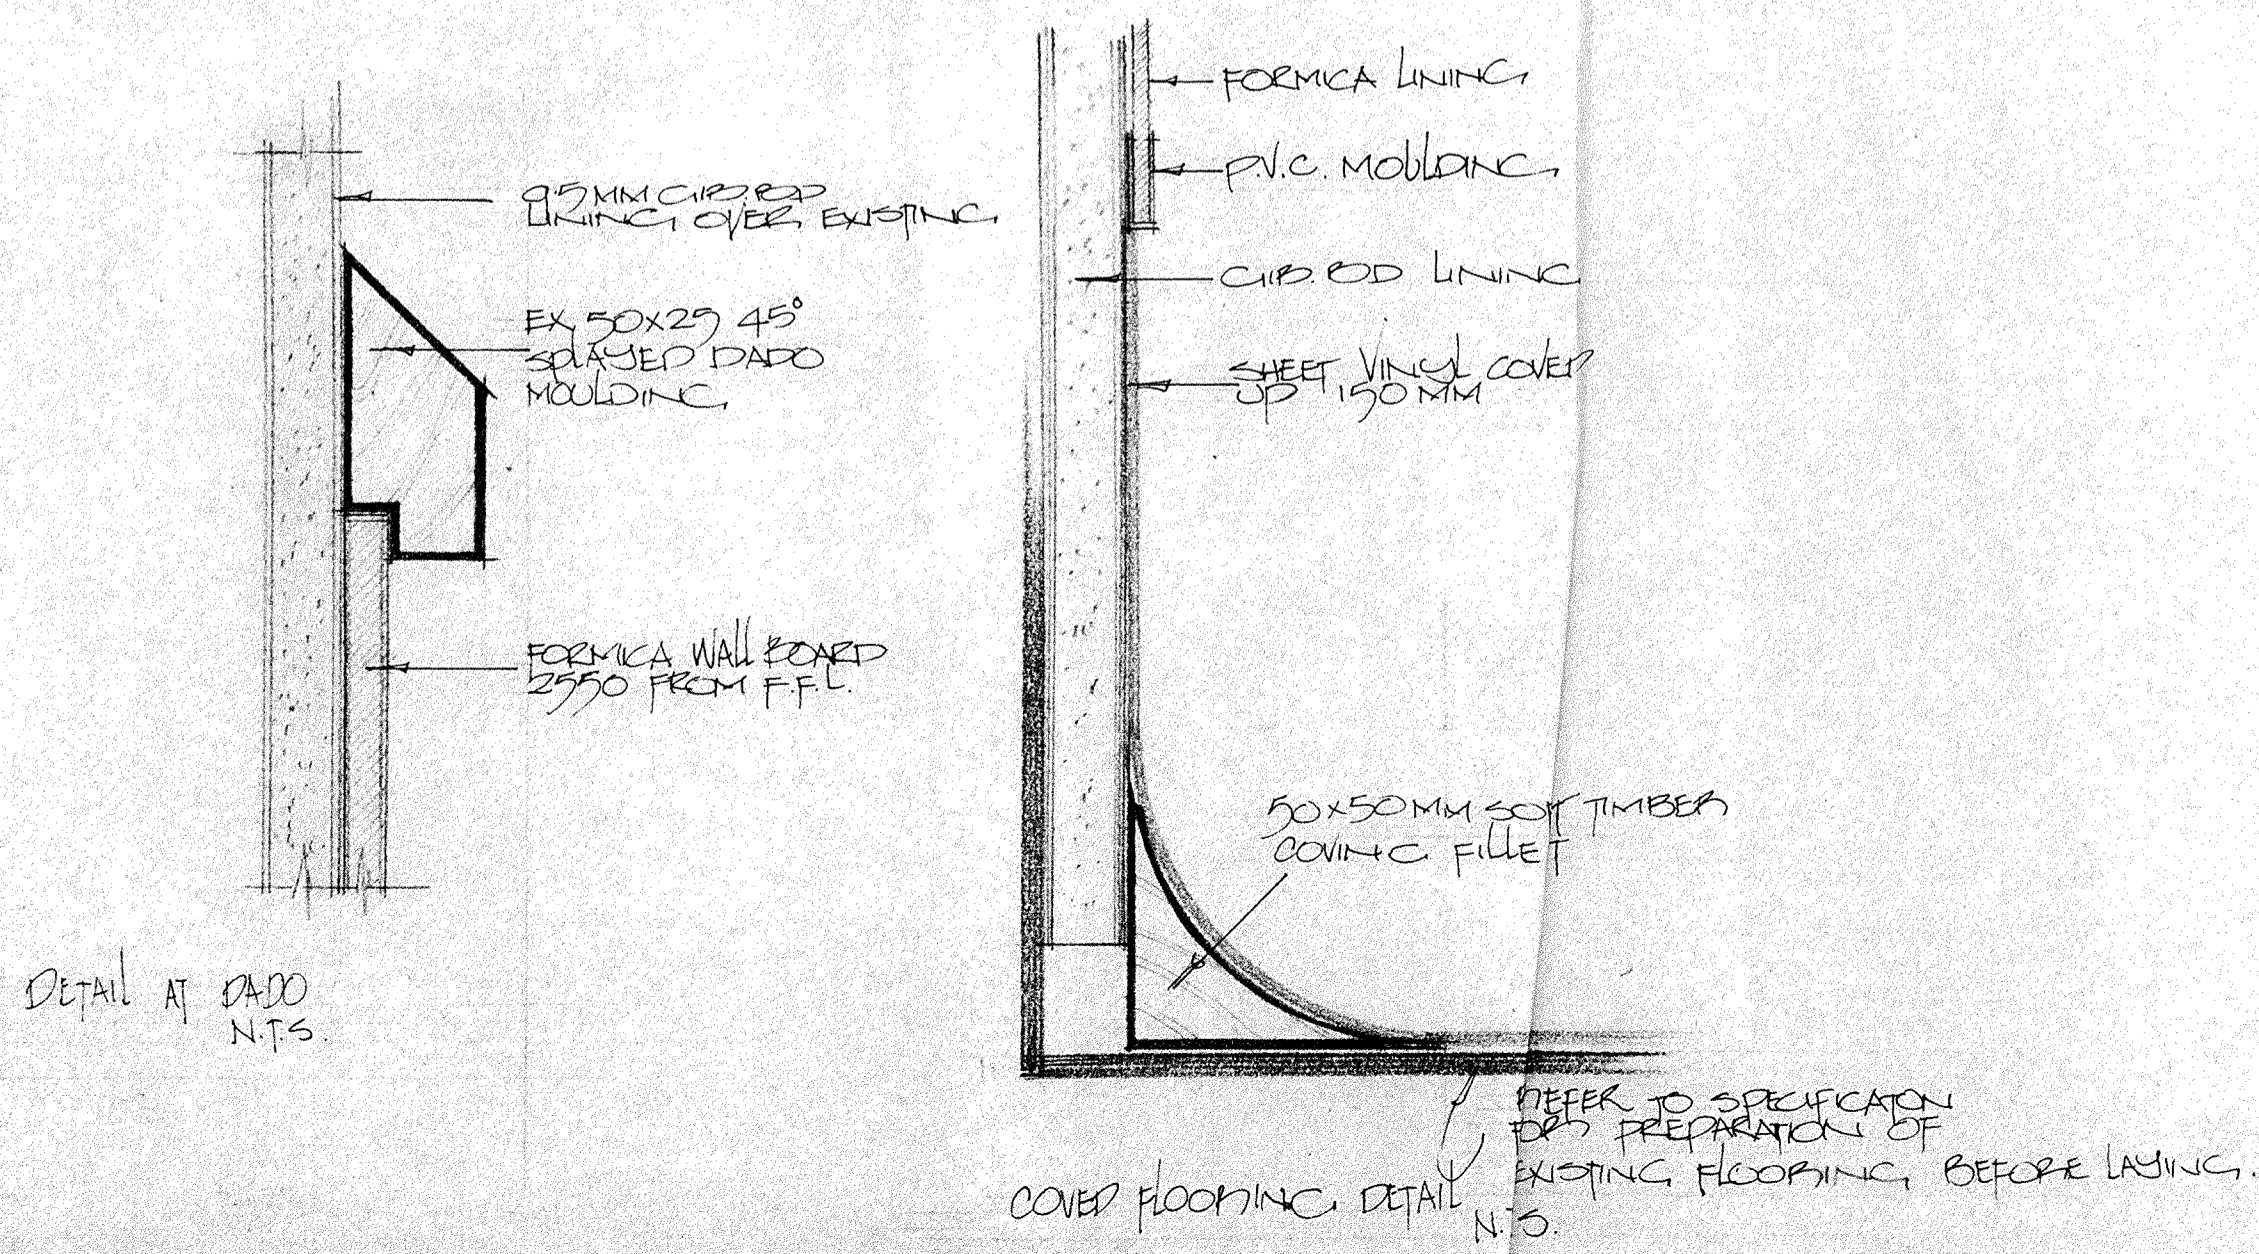 9.5MM GIB.BD
LINING OVER EXISTING
EX 50x25 45°
SPLAYED DADO
MOULDING
FORMICA WALL BOARD
2550 FROM F.F.L.
DETAIL AT DADO
N.T.S.
FORMICA LINING
P.V.C. MOULDING
GIB.BD LINING
SHEET VINYL COVED
UP 150MM
50x50MM SOFT TIMBER
COVING FILLET
REFER TO SPECIFICATON
FOR PREPARATION OF
EXISTING FLOORING BEFORE LAYING.
COVED FLOORING DETAIL
N.T.S.